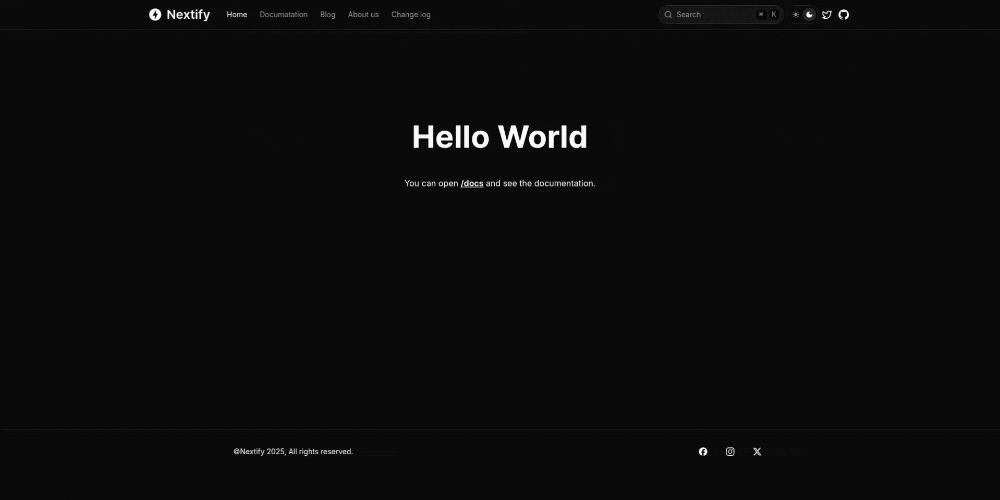 Nextify Home Documatation Blog About us Change log Search ⌘ K
Hello World
You can open /docs and see the documentation.
©Nextify 2025, All rights reserved.